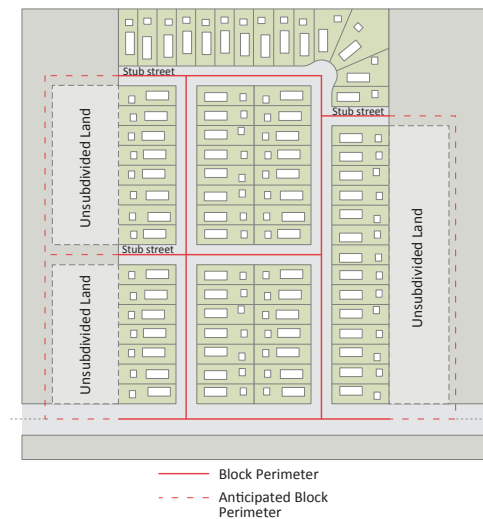 Stub street
Stub street
Unsubdivided Land
Unsubdivided Land
Stub street
Unsubdivided Land
Block Perimeter
Anticipated Block
Perimeter